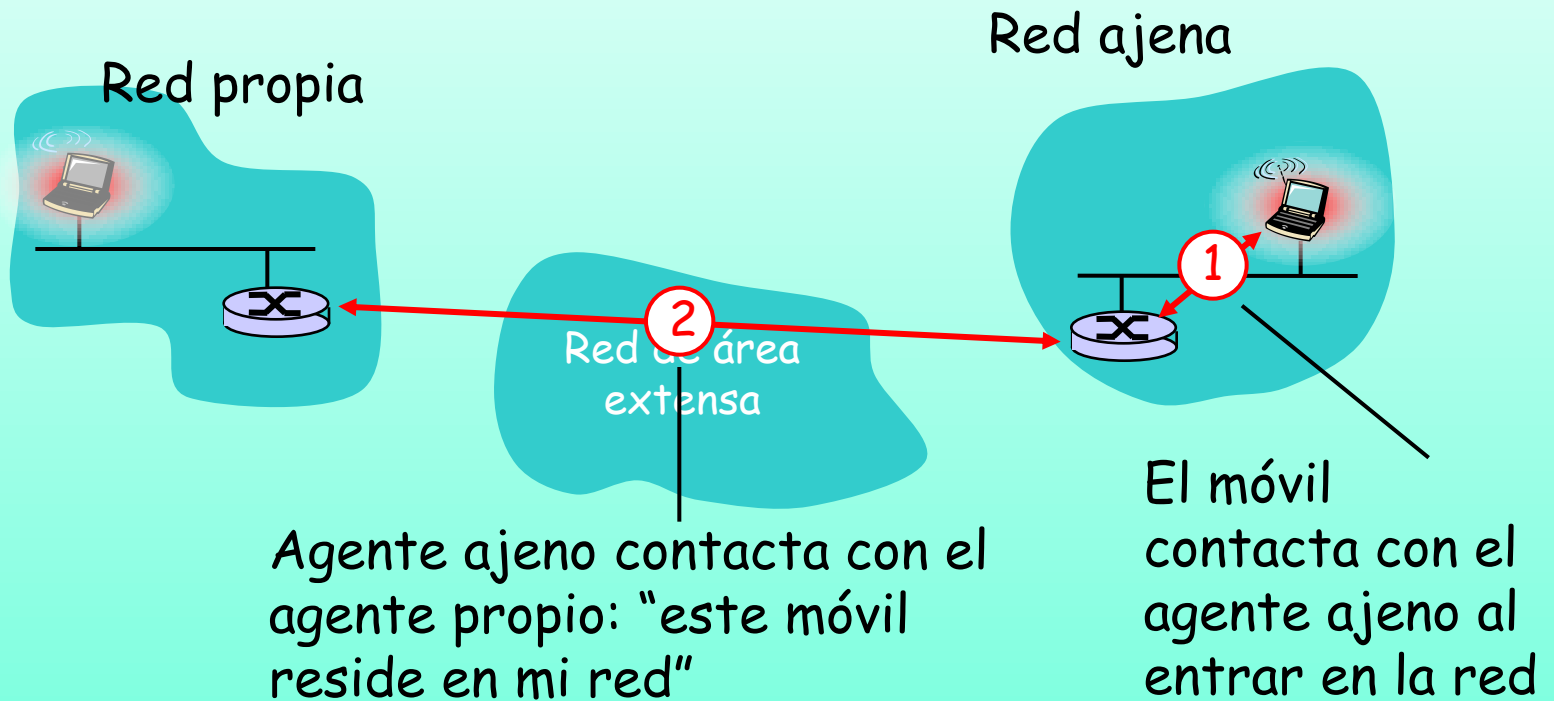 Red propia
Red ajena
1
2
Red de área
extensa
Agente ajeno contacta con el
agente propio: “este móvil
reside en mi red”
El móvil
contacta con el
agente ajeno al
entrar en la red